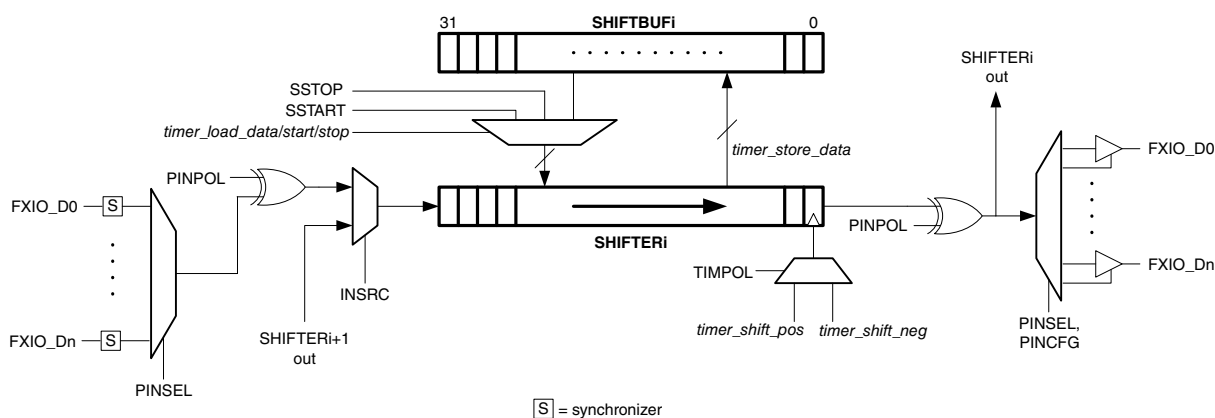 31 SHIFTBUFi 0
SHIFTERi
out
SSTOP
SSTART
timer_load_data/start/stop
timer_store_data
FXIO_D0
PINPOL
FXIO_D0
S
PINPOL
SHIFTERi
TIMPOL
FXIO_Dn
INSRC
timer_shift_pos
timer_shift_neg
SHIFTERi+1
out
PINSEL,
PINCFG
FXIO_Dn
S
PINSEL
S = synchronizer